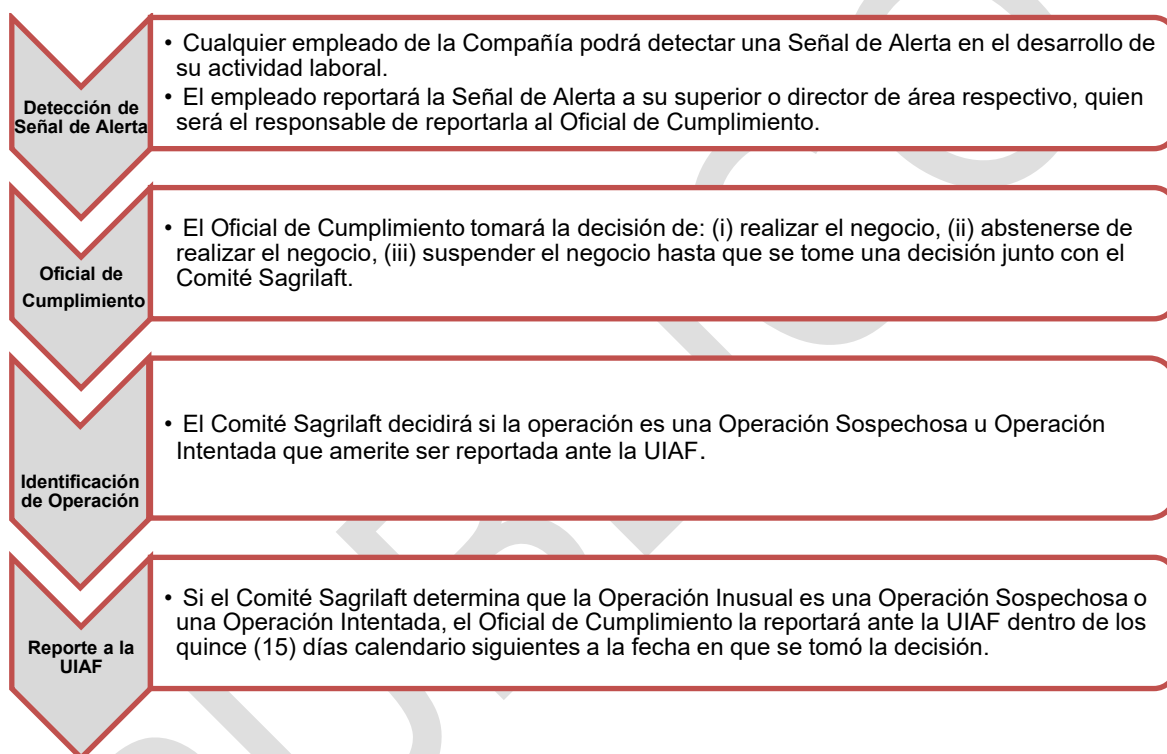 Detección de
Señal de Alerta
• Cualquier empleado de la Compañía podrá detectar una Señal de Alerta en el desarrollo de
su actividad laboral.
• El empleado reportará la Señal de Alerta a su superior o director de área respectivo, quien
será el responsable de reportarla al Oficial de Cumplimiento.
Oficial de
Cumplimiento
• El Oficial de Cumplimiento tomará la decisión de: (i) realizar el negocio, (ii) abstenerse de
realizar el negocio, (iii) suspender el negocio hasta que se tome una decisión junto con el
Comité Sagrilaft.
Identificación
de Operación
• El Comité Sagrilaft decidirá si la operación es una Operación Sospechosa u Operación
Intentada que amerite ser reportada ante la UIAF.
Reporte a la
UIAF
• Si el Comité Sagrilaft determina que la Operación Inusual es una Operación Sospechosa o
una Operación Intentada, el Oficial de Cumplimiento la reportará ante la UIAF dentro de los
quince (15) días calendario siguientes a la fecha en que se tomó la decisión.